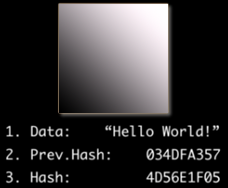 1. Data: “Hello World!”
2. Prev.Hash: 034DFA357
3. Hash: 4D56E1F05